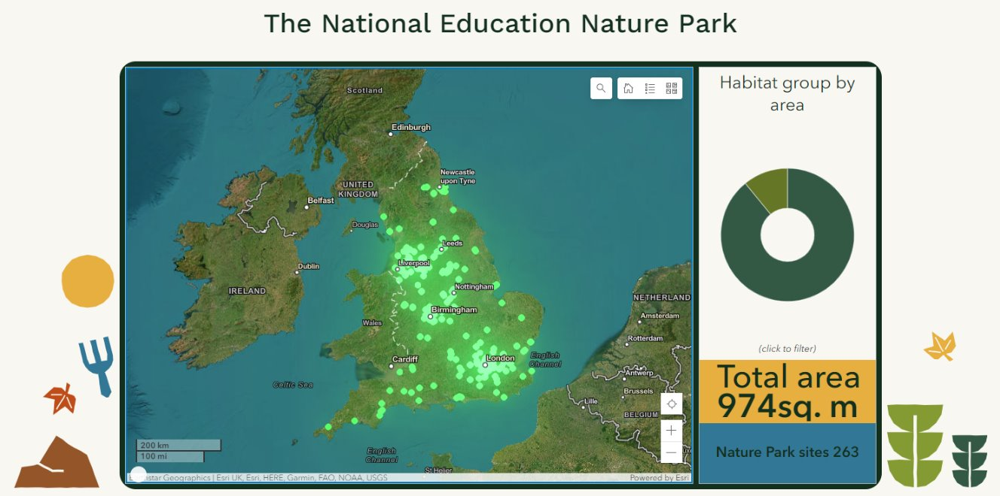 The National Education Nature Park
Scotland
Edinburgh
Newcastle
upon Tyne
UNITED
KINGDOM
Belfast
Douglas
Leeds
Liverpool
Dublin
IRELAND
Nottingham
NETHERLAND
Birmingham
Amsterdam
Wales
Rotterdam
English
Channel
Cardiff
London
Antwerp
Celtic Sea
Brussels
Lille
BELGIUM
200 km
100 mi
English
Channel
St Helier
Geographics | Esri UK, Esri, HERE, Garmin, FAO, NOAA, USGS
Powered by Esri
Habitat group by
area
(click to filter)
Total area
974sq. m
Nature Park sites 263